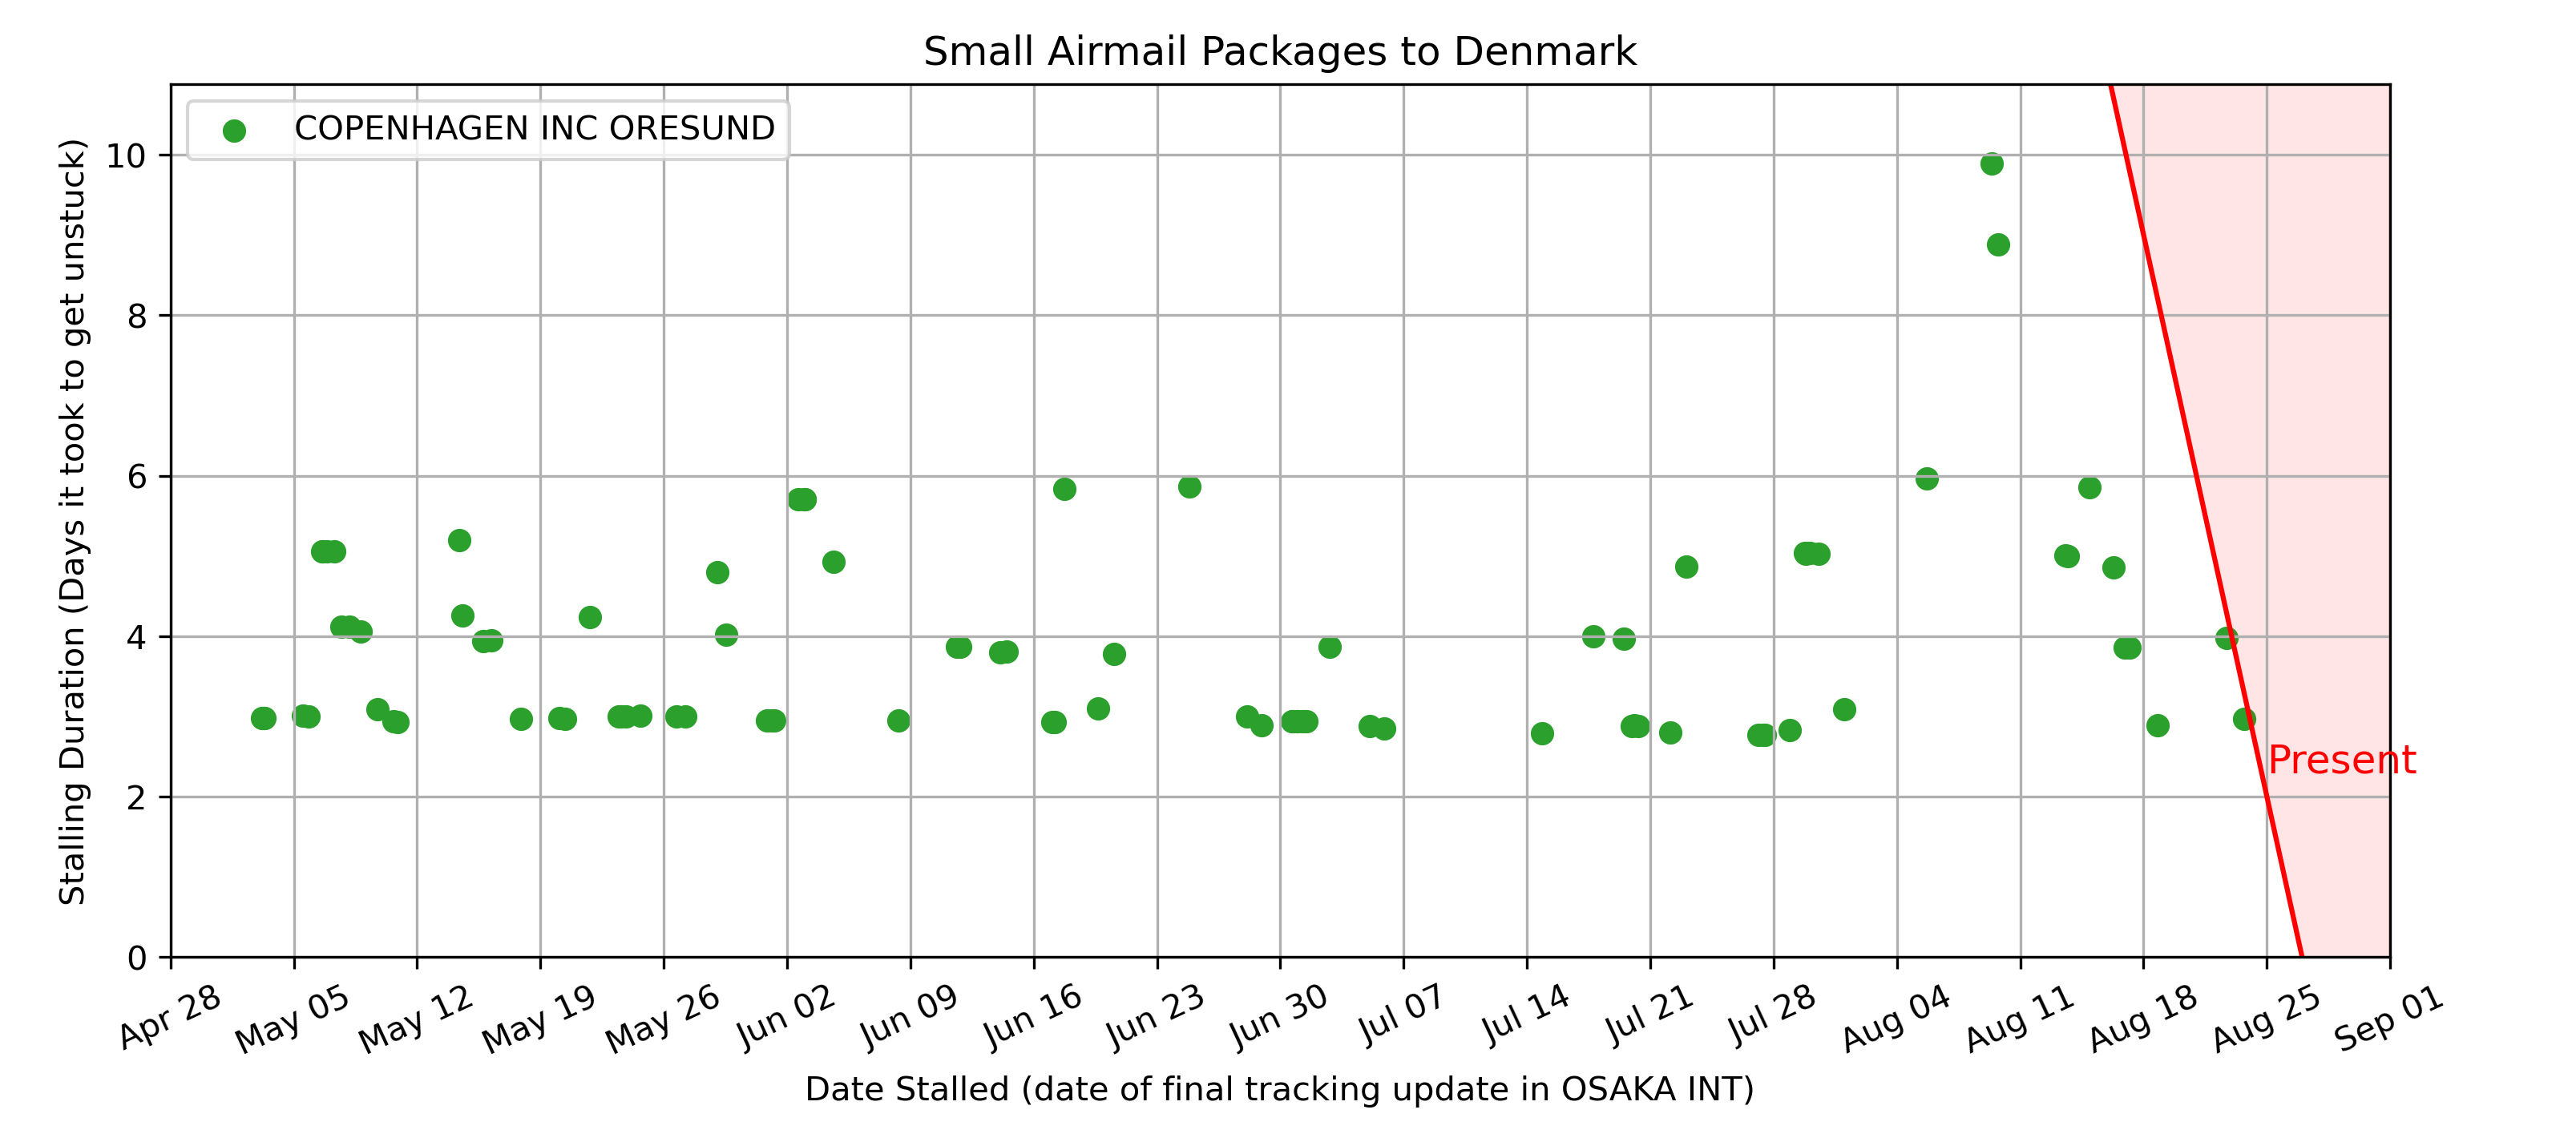 Small Airmail Packages to Denmark
COPENHAGEN INC ORESUND
Stalling Duration (Days it took to get unstuck)
10
8
6
4
2
0
Present
Apr 28
May 05
May 12
May 19
May 26
Jun 02
Jun 09
Jun 16
Jun 23
Jun 30
Jul 07
Jul 14
Jul 21
Jul 28
Aug 04
Aug 11
Aug 18
Aug 25
Sep 01
Date Stalled (date of final tracking update in OSAKA INT)